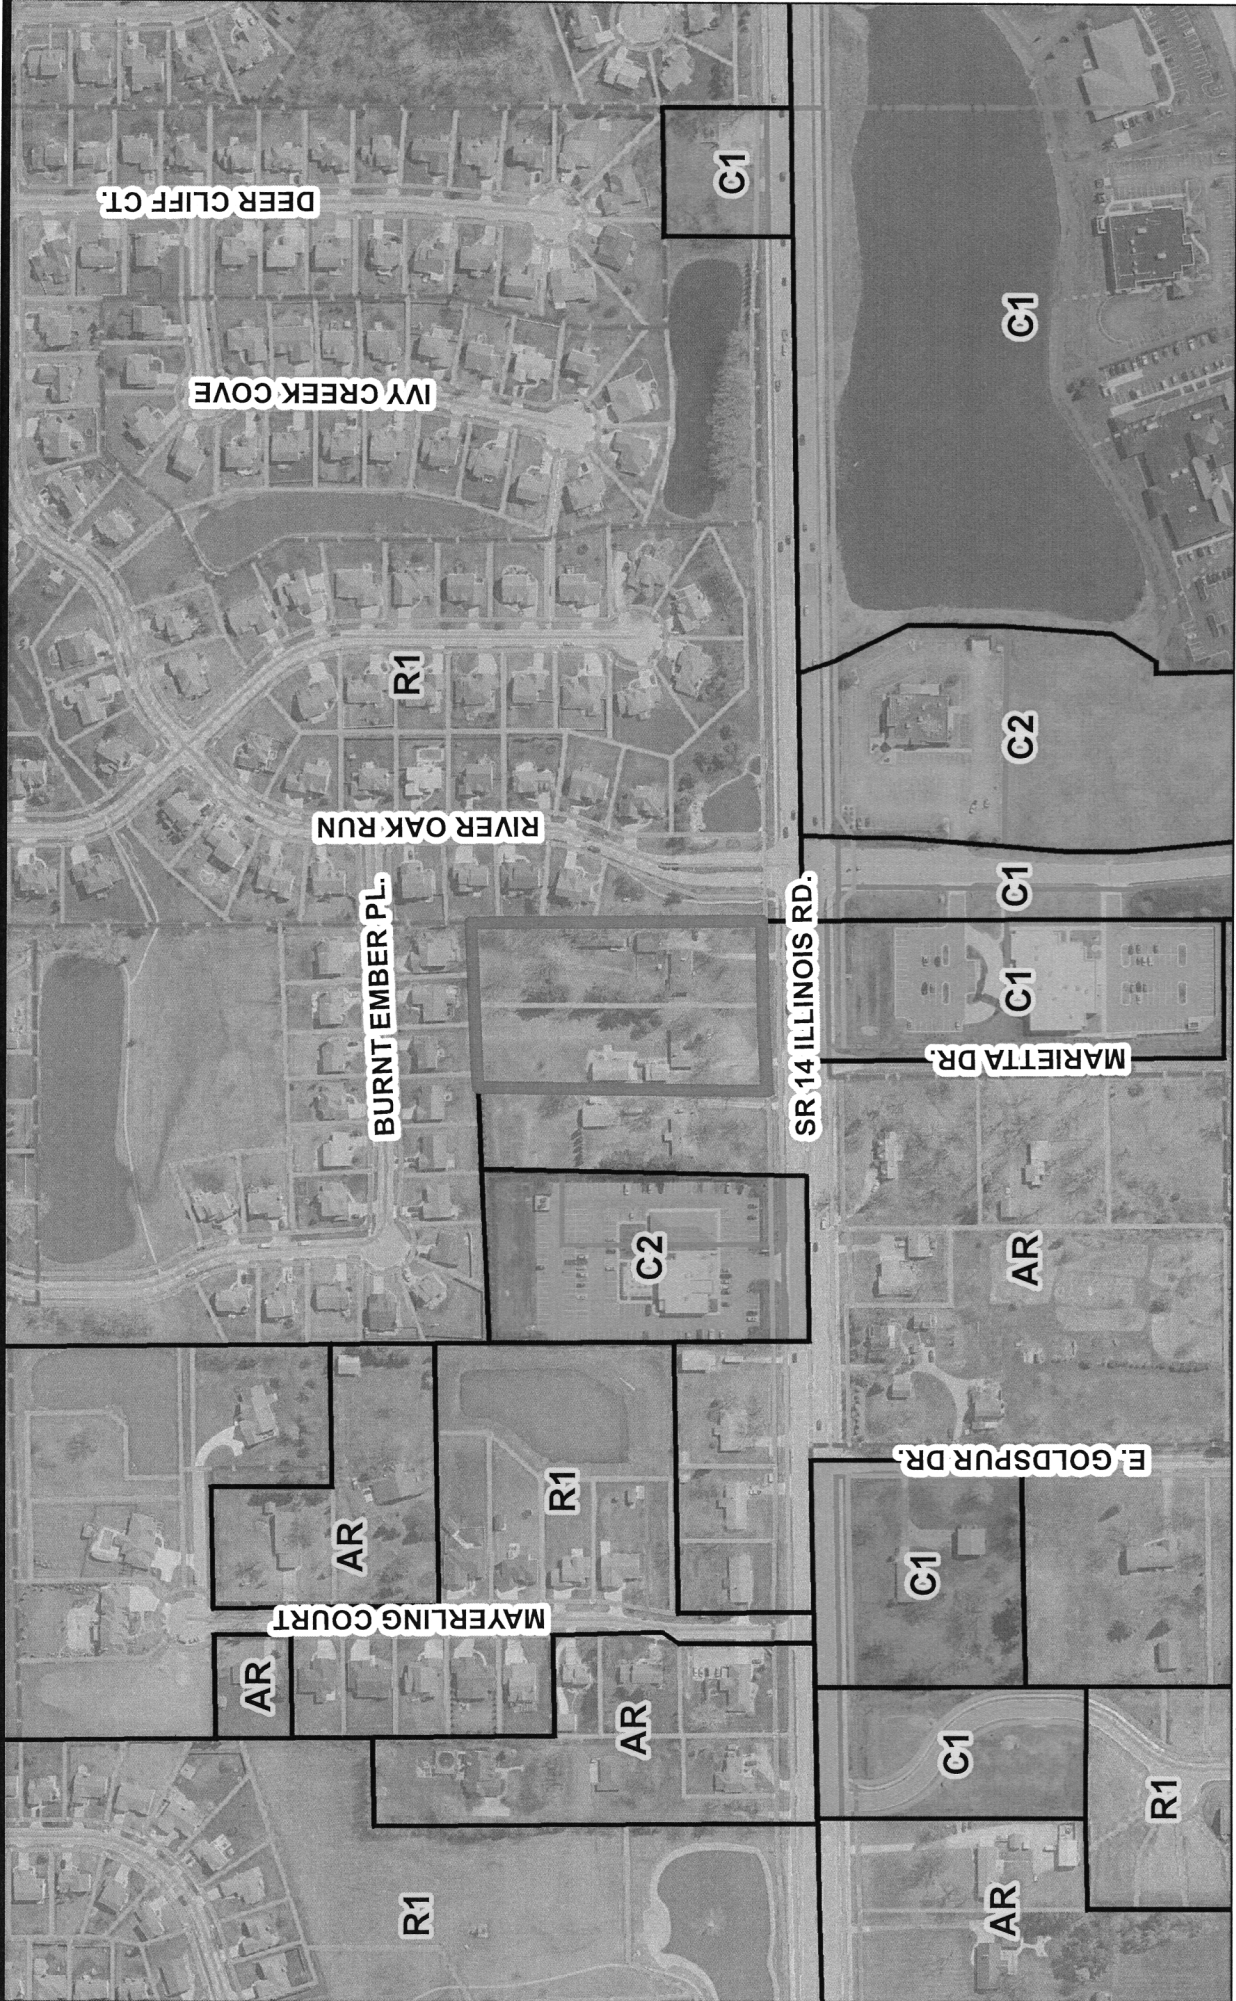 DEER CLIFF CT.
C1
IVY CREEK COVE
C1
R1
C2
RIVER OAK RUN
BURNT EMBER PL.
SR 14 ILLINOIS RD.
C1
C1
MARIETTA DR.
C2
AR
E. GOLDSPUR DR.
R1
AR
C1
MAYERLING COURT
AR
AR
C1
R1
R1
AR